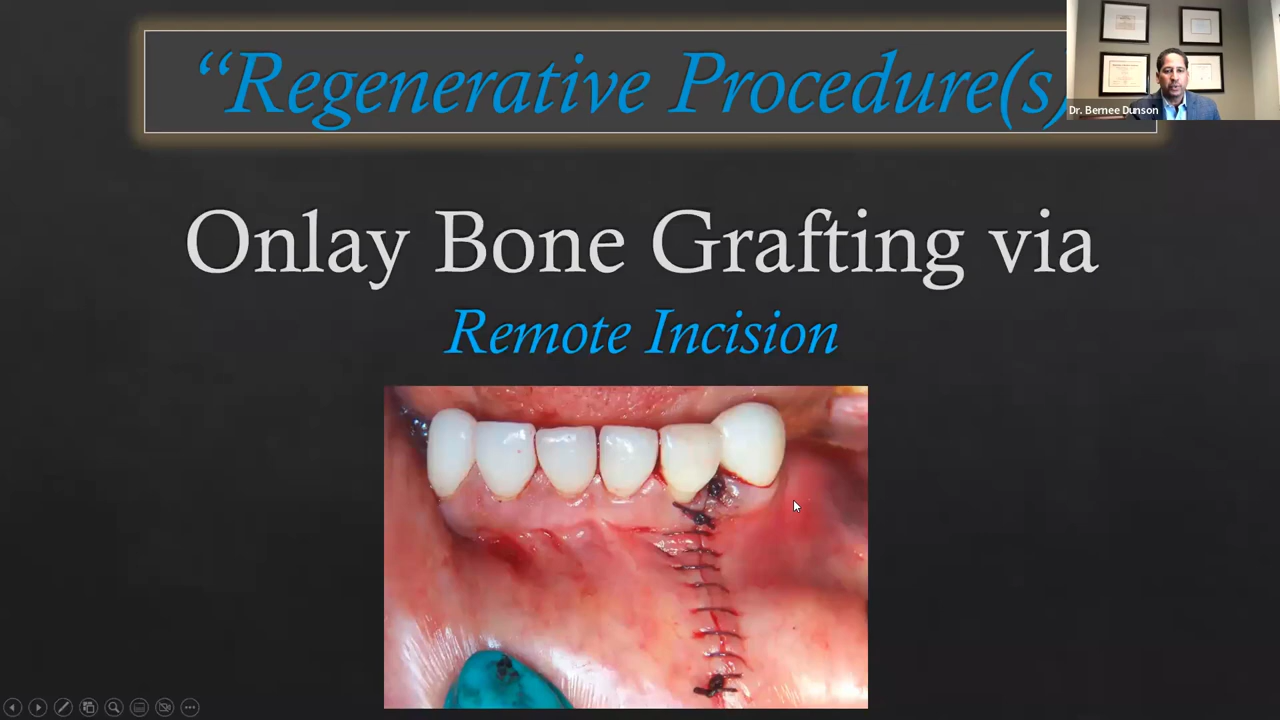 “Regenerative Procedure(s)
Dr. Bernee Dunson
Onlay Bone Grafting via
Remote Incision